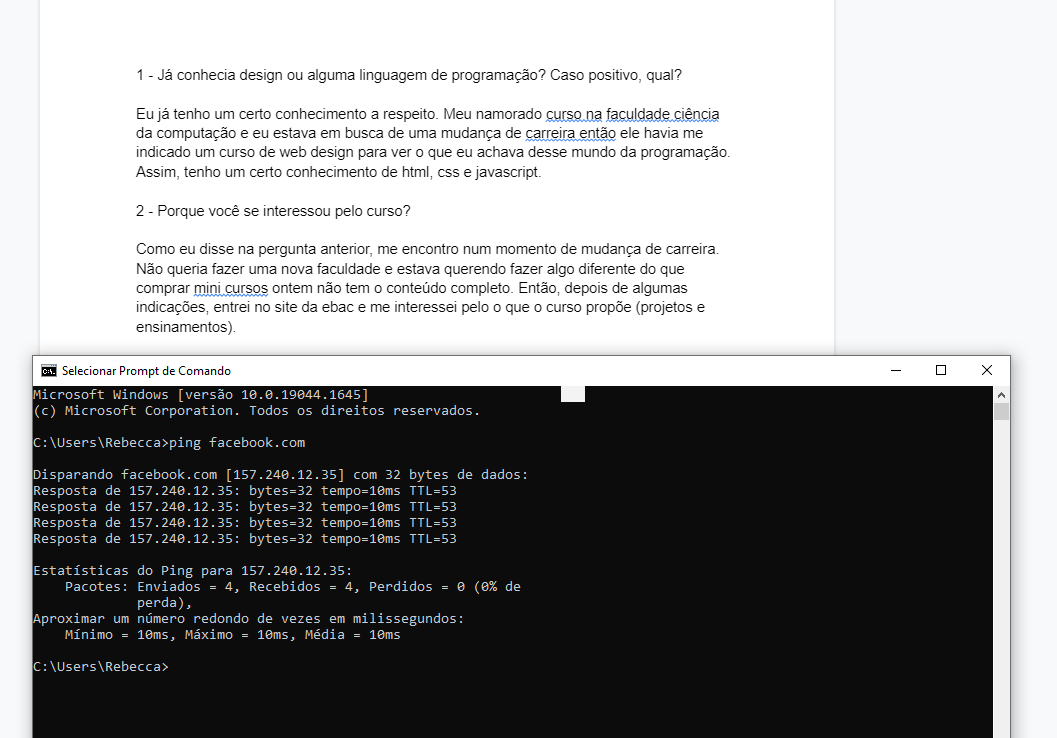 1 - Já conhecia design ou alguma linguagem de programação? Caso positivo, qual?
Eu já tenho um certo conhecimento a respeito. Meu namorado curso na faculdade ciência
da computação e eu estava em busca de uma mudança de carreira então ele havia me
indicado um curso de web design para ver o que eu achava desse mundo da programação.
Assim, tenho um certo conhecimento de html, css e javascript.
2 - Porque você se interessou pelo curso?
Como eu disse na pergunta anterior, me encontro num momento de mudança de carreira.
Não queria fazer uma nova faculdade e estava querendo fazer algo diferente do que
comprar mini cursos ontem não tem o conteúdo completo. Então, depois de algumas
indicações, entrei no site da ebac e me interessei pelo o que o curso propõe (projetos e
ensinamentos).
Selecionar Prompt de Comando
Microsoft Windows [versão 10.0.19044.1645]
(c) Microsoft Corporation. Todos os direitos reservados.
C:\Users\Rebecca>ping facebook.com
Disparando facebook.com [157.240.12.35] com 32 bytes de dados:
Resposta de 157.240.12.35: bytes=32 tempo=10ms TTL=53
Resposta de 157.240.12.35: bytes=32 tempo=10ms TTL=53
Resposta de 157.240.12.35: bytes=32 tempo=10ms TTL=53
Resposta de 157.240.12.35: bytes=32 tempo=10ms TTL=53
Estatísticas do Ping para 157.240.12.35:
Pacotes: Enviados = 4, Recebidos = 4, Perdidos = 0 (0% de
perda),
Aproximar um número redondo de vezes em milissegundos:
Mínimo = 10ms, Máximo = 10ms, Média = 10ms
C:\Users\Rebecca>